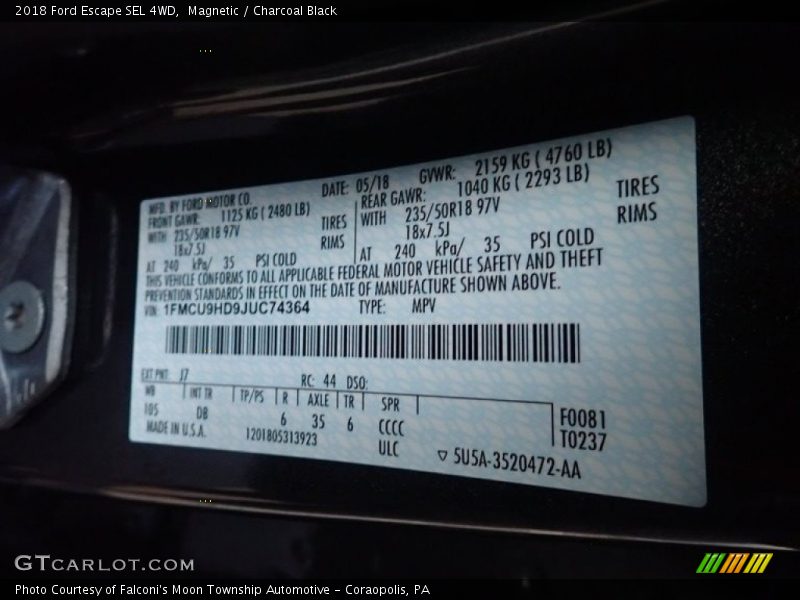 2018 Ford Escape SEL 4WD,  Magnetic / Charcoal Black
MFD. BY FORD MOTOR CO. DATE: 05/18 GVWR: 2159 KG ( 4760 LB)
FRONT GAWR: 1125 KG ( 2480 LB) REAR GAWR: 1040 KG ( 2293 LB)
WITH 235/50R18 97V TIRES WITH 235/50R18 97V TIRES
18x7.5J RIMS 18x7.5J RIMS
AT 240 kPa/ 35 PSI COLD AT 240 kPa/ 35 PSI COLD
THIS VEHICLE CONFORMS TO ALL APPLICABLE FEDERAL MOTOR VEHICLE SAFETY AND THEFT
PREVENTION STANDARDS IN EFFECT ON THE DATE OF MANUFACTURE SHOWN ABOVE.
VIN: 1FMCU9HD9JUC74364 TYPE: MPV
EXT PNT: J7 RC: 44 DSO:
WB INT TR TP/PS R AXLE TR SPR
105 DB 6 35 6 CCCC F0081
MADE IN U.S.A. 1201805313923 ULC T0237
▽ 5U5A-3520472-AA
GTCARLOT.COM
Photo Courtesy of Falconi's Moon Township Automotive - Coraopolis, PA